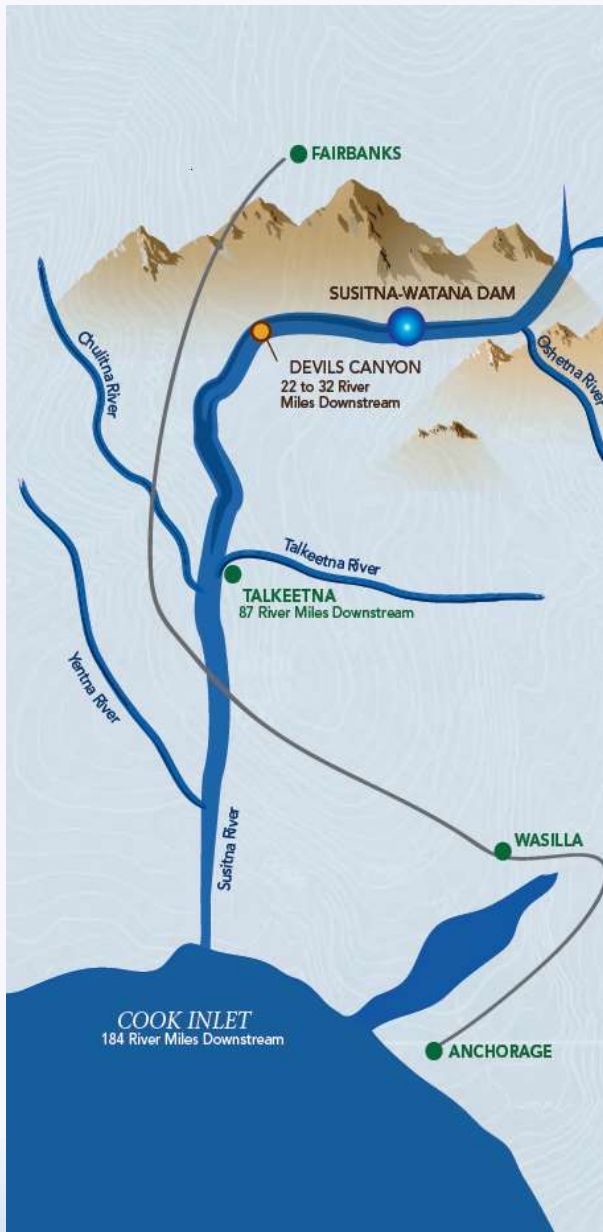 FAIRBANKS
SUSITNA-WATANA DAM
Chulitna River
DEVILS CANYON
22 to 32 River
Miles Downstream
Oshetna River
Talkeetna River
TALKEETNA
87 River Miles Downstream
Yentna River
Susitna River
WASILLA
COOK INLET
184 River Miles Downstream
ANCHORAGE